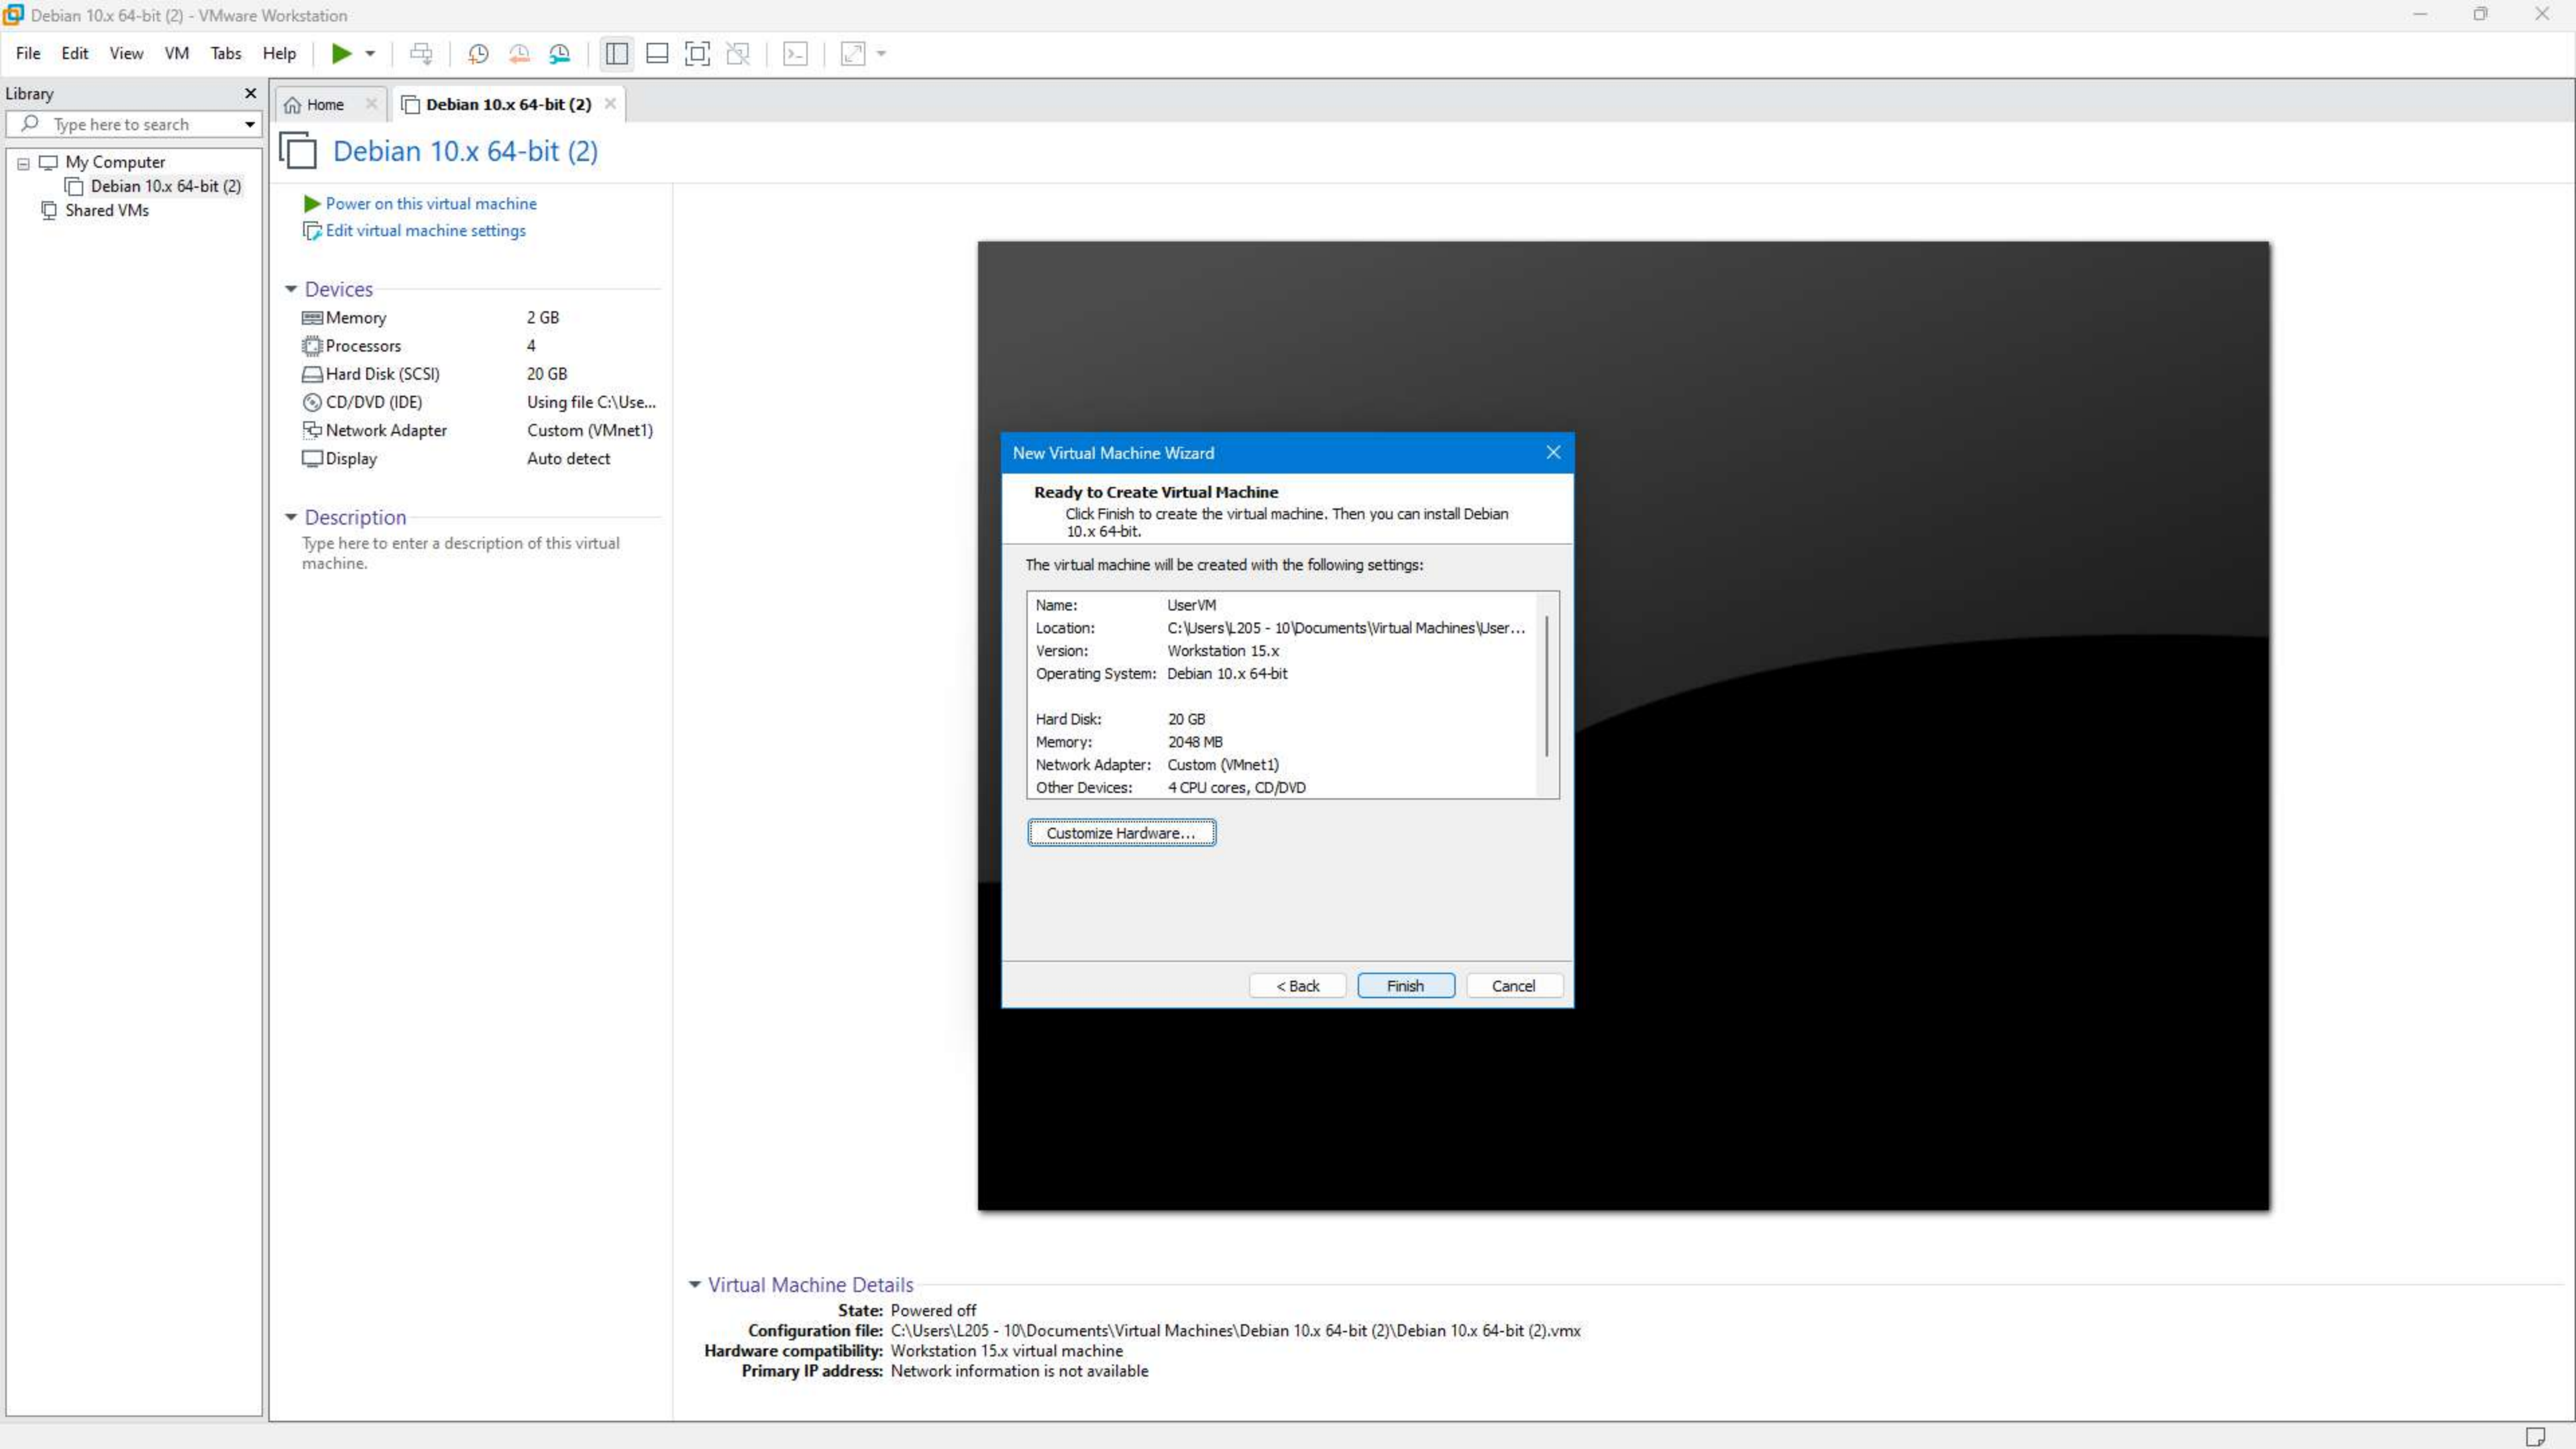 Debian 10.x 64-bit (2) - VMware Workstation
File Edit View VM Tabs Help
Library
Type here to search
My Computer
Debian 10.x 64-bit (2)
Shared VMs
Home
Debian 10.x 64-bit (2)
Debian 10.x 64-bit (2)
Power on this virtual machine
Edit virtual machine settings
Devices
Memory 2 GB
Processors 4
Hard Disk (SCSI) 20 GB
CD/DVD (IDE) Using file C:\Use...
Network Adapter Custom (VMnet1)
Display Auto detect
Description
Type here to enter a description of this virtual
machine.
New Virtual Machine Wizard
Ready to Create Virtual Machine
Click Finish to create the virtual machine. Then you can install Debian
10.x 64-bit.
The virtual machine will be created with the following settings:
Name: UserVM
Location: C:\Users\L205 - 10\Documents\Virtual Machines\User...
Version: Workstation 15.x
Operating System: Debian 10.x 64-bit
Hard Disk: 20 GB
Memory: 2048 MB
Network Adapter: Custom (VMnet1)
Other Devices: 4 CPU cores, CD/DVD
Customize Hardware...
< Back Finish Cancel
Virtual Machine Details
State: Powered off
Configuration file: C:\Users\L205 - 10\Documents\Virtual Machines\Debian 10.x 64-bit (2)\Debian 10.x 64-bit (2).vmx
Hardware compatibility: Workstation 15.x virtual machine
Primary IP address: Network information is not available